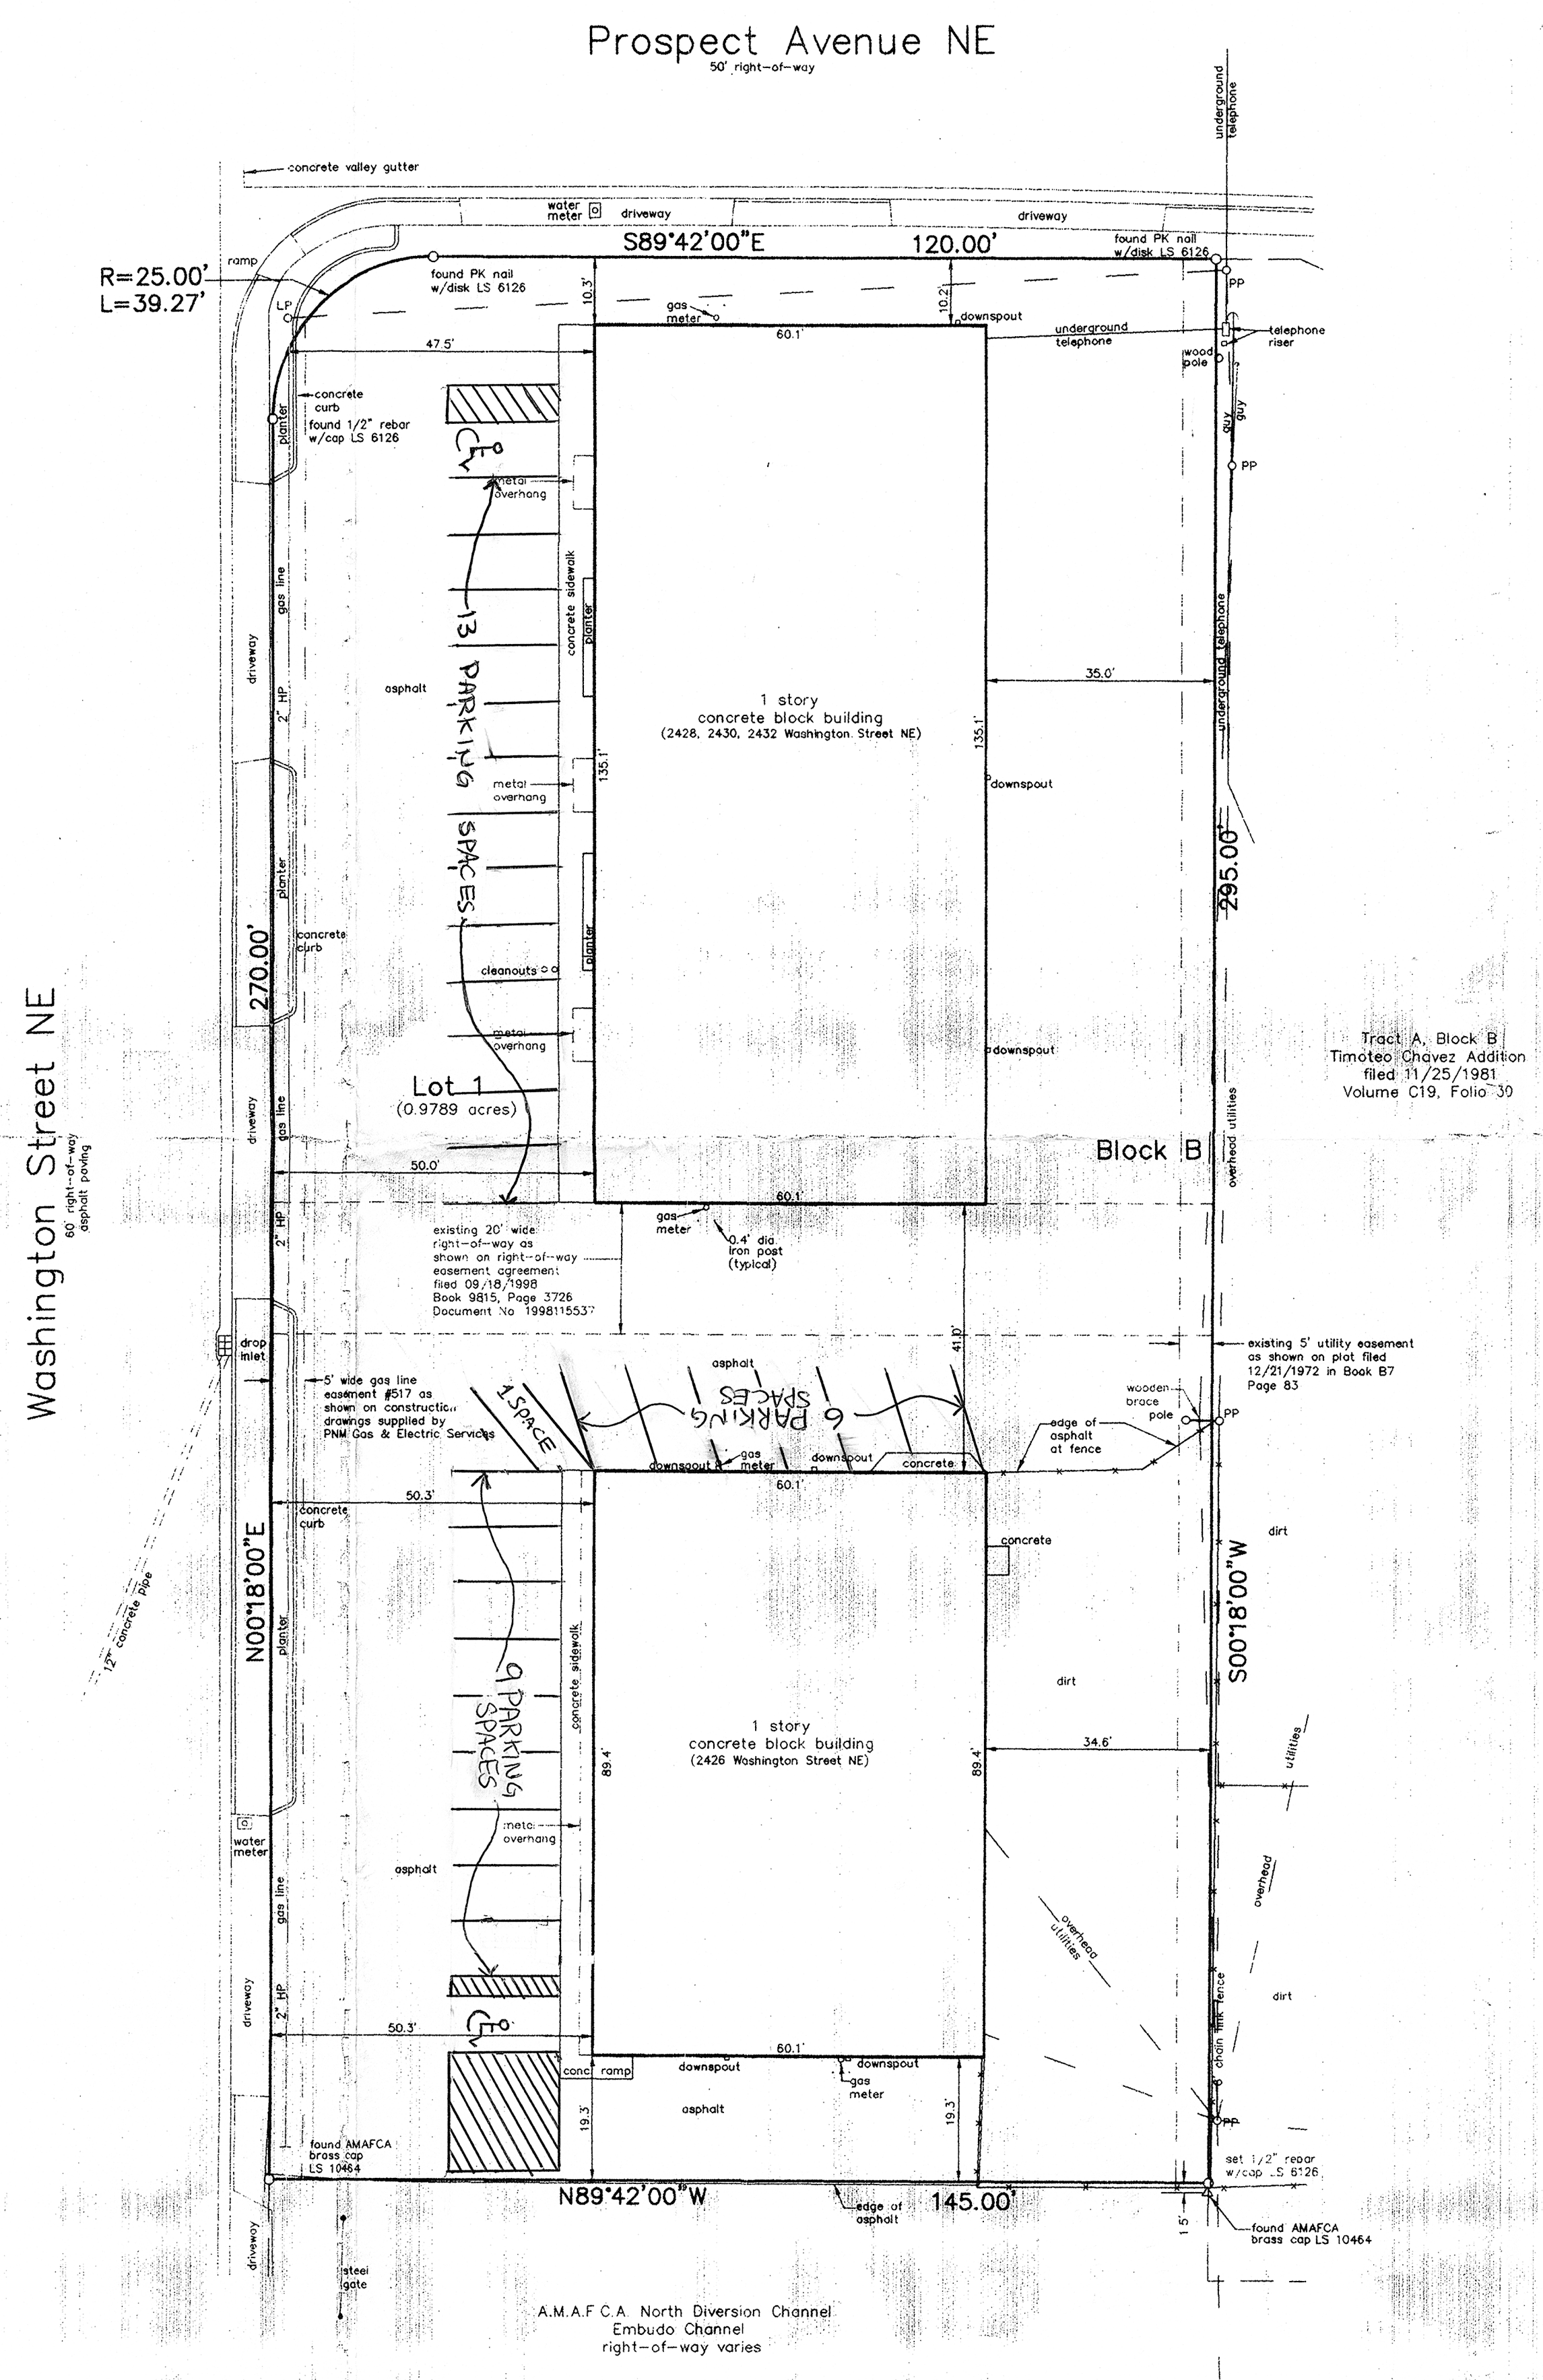 Prospect Avenue NE
50' right-of-way
underground
telephone
concrete valley gutter
water
meter
driveway
driveway
S89°42'00"E
120.00'
found PK nail
w/disk LS 6126
ramp
R=25.00'
L=39.27'
found PK nail
w/disk LS 6126
PP
LP
10.3'
gas
meter
10.2'
downspout
60.1'
underground
telephone
telephone
riser
47.5'
wood
pole
concrete
curb
planter
found 1/2" rebar
w/cap LS 6126
guy
guy
PP
metal
overhang
gas line
concrete sidewalk
planter
underground telephone
driveway
13 PARKING SPACES
asphalt
35.0'
2" HP
1 story
concrete block building
(2428, 2430, 2432 Washington Street NE)
135.1'
135.1'
metal
overhang
downspout
planter
295.00'
270.00'
concrete
curb
planter
cleanouts
metal
overhang
downspout
Tract A, Block B
Timoteo Chavez Addition
filed 11/25/1981
Volume C19, Folio 30
Lot 1
(0.9789 acres)
driveway
gas line
overhead utilities
Block B
Washington Street NE
60' right-of-way
asphalt paving
50.0'
60.1'
2" HP
gas
meter
0.4' dia.
Iron post
(typical)
existing 20' wide
right-of-way as
shown on right-of-way
easement agreement
filed 09/18/1998
Book 9815, Page 3726
Document No 1998115537
41.0'
drop
inlet
existing 5' utility easement
as shown on plat filed
12/21/1972 in Book B7
Page 83
asphalt
5' wide gas line
easement #517 as
shown on construction
drawings supplied by
PNM Gas & Electric Services
1 SPACE
6 PARKING
SPACES
wooden
brace
pole
PP
edge of
asphalt
at fence
downspout
gas
meter
downspout
concrete
60.1'
50.3'
concrete
curb
N00°18'00"E
concrete
dirt
S00°18'00"W
12" concrete pipe
planter
concrete sidewalk
9 PARKING
SPACES
dirt
1 story
concrete block building
(2426 Washington Street NE)
89.4'
89.4'
34.6'
utilities
metal
overhang
water
meter
asphalt
gas line
overhead
overhead
utilities
driveway
2" HP
dirt
chain link fence
50.3'
60.1'
conc ramp
downspout
downspout
gas
meter
19.3'
asphalt
19.3'
PP
found AMAFCA
brass cap
LS 10464
set 1/2" rebar
w/cap LS 6126
N89°42'00"W
145.00'
edge of
asphalt
1.5'
found AMAFCA
brass cap LS 10464
driveway
steel
gate
A.M.A.F.C.A. North Diversion Channel
Embudo Channel
right-of-way varies